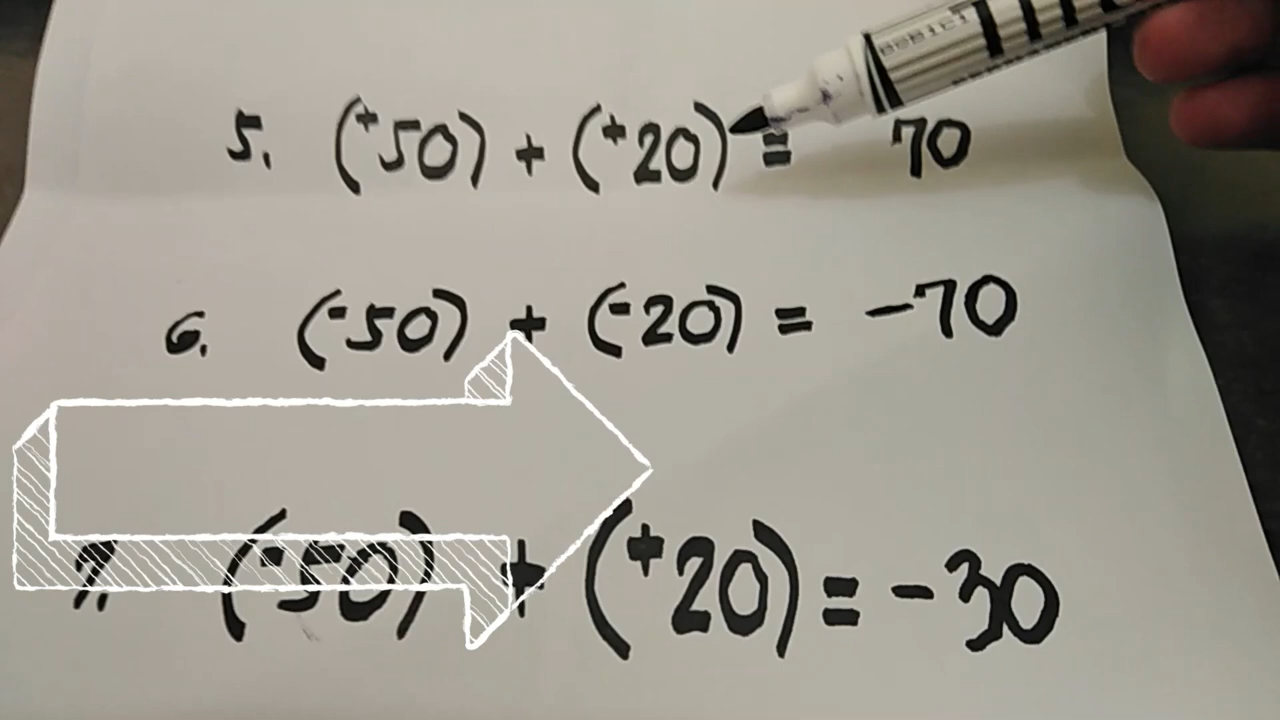 5. (+50) + (+20) = 70
6. (-50) + (-20) = -70
7. (-50) + (+20) = -30